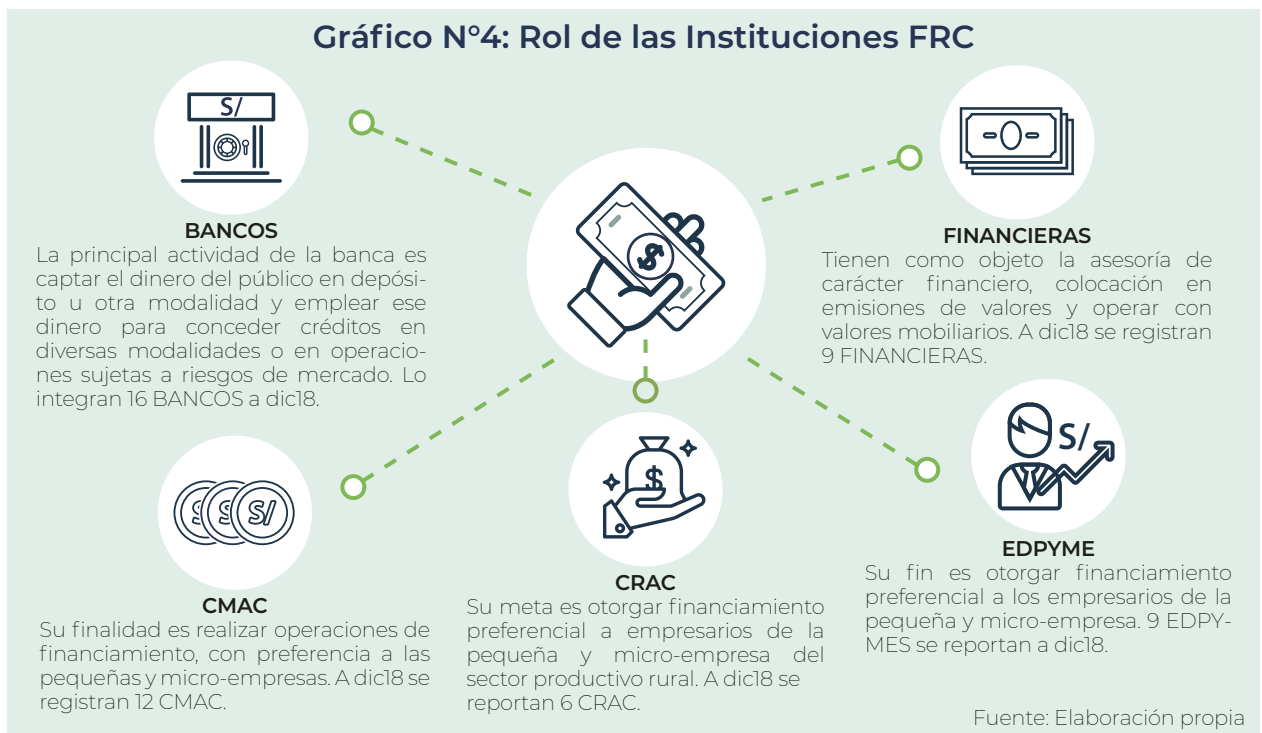 Gráfico N°4: Rol de las Instituciones FRC
S/
BANCOS
La principal actividad de la banca es
captar el dinero del público en depósi-
to u otra modalidad y emplear ese
dinero para conceder créditos en
diversas modalidades o en operacio-
nes sujetas a riesgos de mercado. Lo
integran 16 BANCOS a dic18.
$
FINANCIERAS
Tienen como objeto la asesoría de
carácter financiero, colocación en
emisiones de valores y operar con
valores mobiliarios. A dic18 se registran
9 FINANCIERAS.
S S S/
CMAC
Su finalidad es realizar operaciones de
financiamiento, con preferencia a las
pequeñas y micro-empresas. A dic18 se
registran 12 CMAC.
$
CRAC
Su meta es otorgar financiamiento
preferencial a empresarios de la
pequeña y micro-empresa del
sector productivo rural. A dic18 se
reportan 6 CRAC.
S/
EDPYME
Su fin es otorgar financiamiento
preferencial a los empresarios de la
pequeña y micro-empresa. 9 EDPY-
MES se reportan a dic18.
Fuente: Elaboración propia